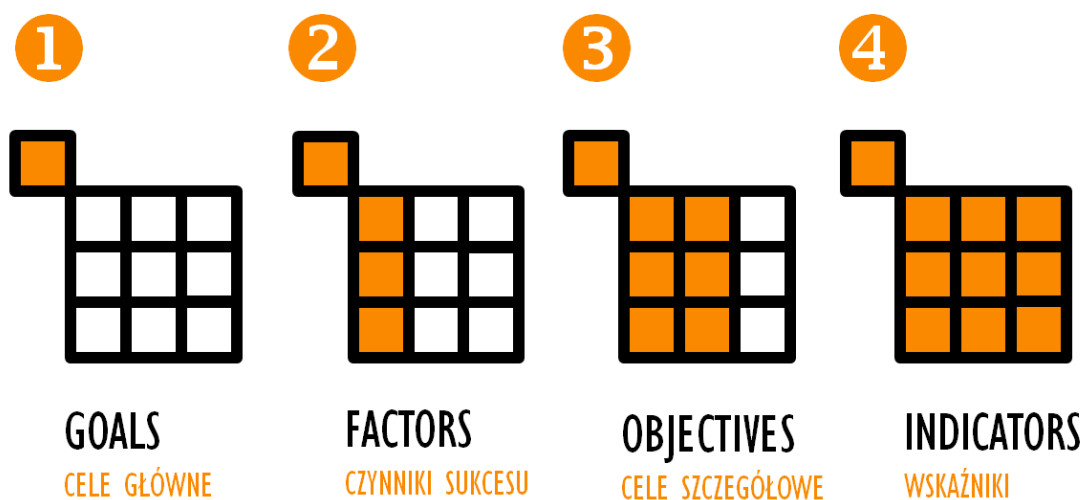 1
2
3
4
GOALS
CELE GŁÓWNE
FACTORS
CZYNNIKI SUKCESU
OBJECTIVES
CELE SZCZEGÓŁOWE
INDICATORS
WSKAŹNIKI